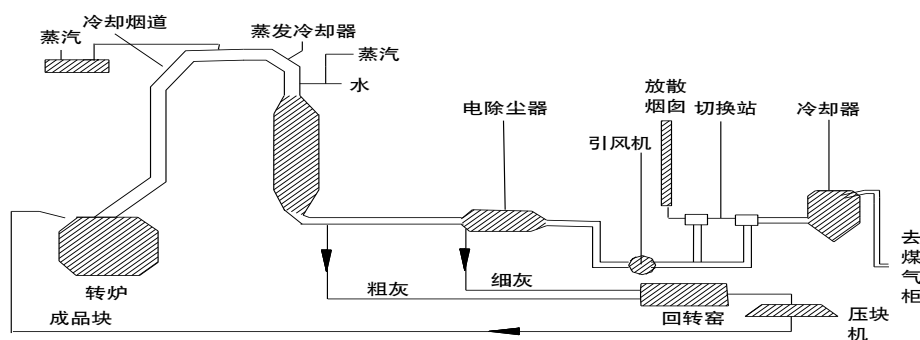 冷却烟道
蒸汽
蒸发冷却器
蒸汽
水
放散
烟囱
电除尘器
切换站
冷却器
引风机
去
煤
气
柜
转炉
粗灰
细灰
成品块
回转窑
压块
机